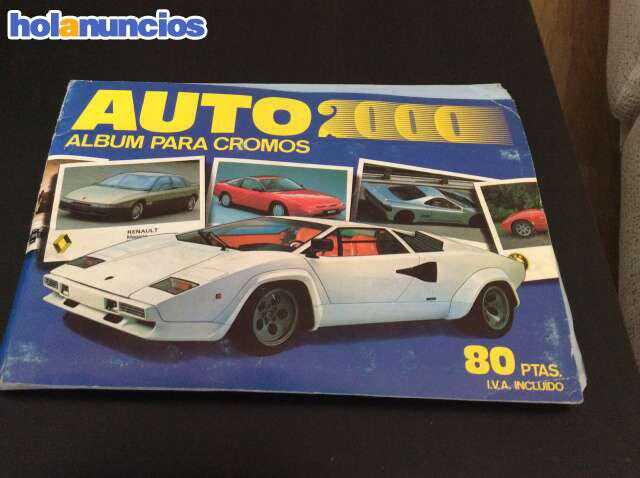 holanuncios
AUTO 2000
ALBUM PARA CROMOS
RENAULT
80 PTAS.
I.V.A. INCLUIDO